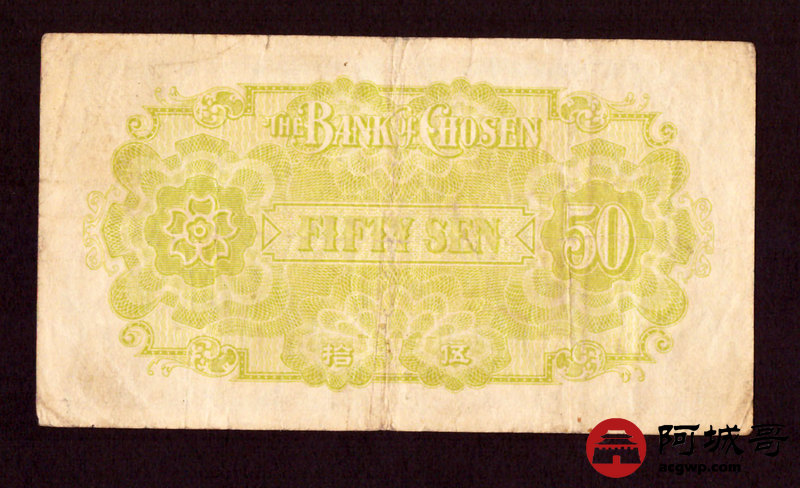 THE BANK of CHOSEN
FIFTY SEN
50
拾 伍
阿城哥
acgwp.com